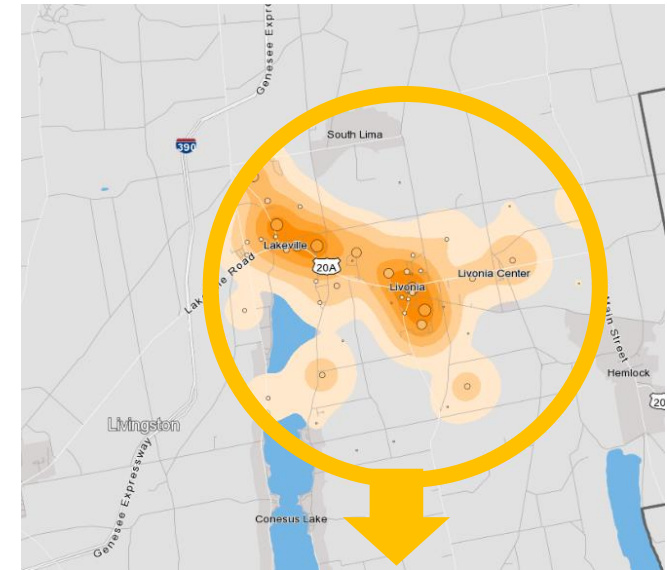 Genesee Expre
390
South Lima
Lakeville
20A
Lakeville Road
Livonia Center
Livonia
Main Street
Hemlock
20
Livingston
Genesee Expressway
Conesus Lake